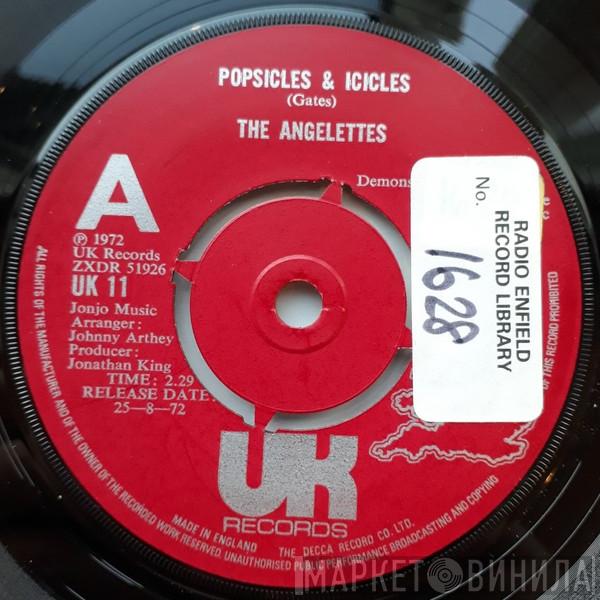 POPSICLES & ICICLES
(Gates)
THE ANGELETTES
A
Demons
℗ 1972
UK Records
ZXDR 51926
UK 11
Jonjo Music
Arranger:
Johnny Arthey
Producer:
Jonathan King
TIME: 2.29
RELEASE DATE:
25-8-72
RADIO ENFIELD
RECORD LIBRARY
No. 1628
UK
RECORDS
MADE IN ENGLAND
THE DECCA RECORD CO. LTD.
ALL RIGHTS OF THE MANUFACTURER AND OF THE OWNER OF THE RECORDED WORK RESERVED. UNAUTHORISED PUBLIC PERFORMANCE BROADCASTING AND COPYING
OF THIS RECORD PROHIBITED
МАРКЕТ ВИНИЛА